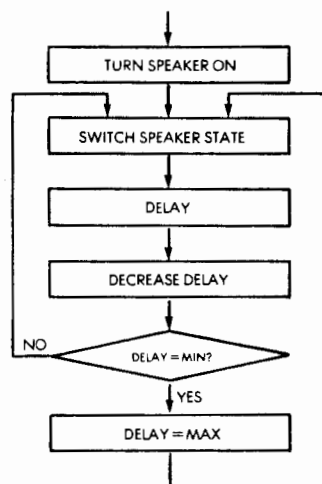 TURN SPEAKER ON
SWITCH SPEAKER STATE
DELAY
DECREASE DELAY
NO
DELAY = MIN?
YES
DELAY = MAX